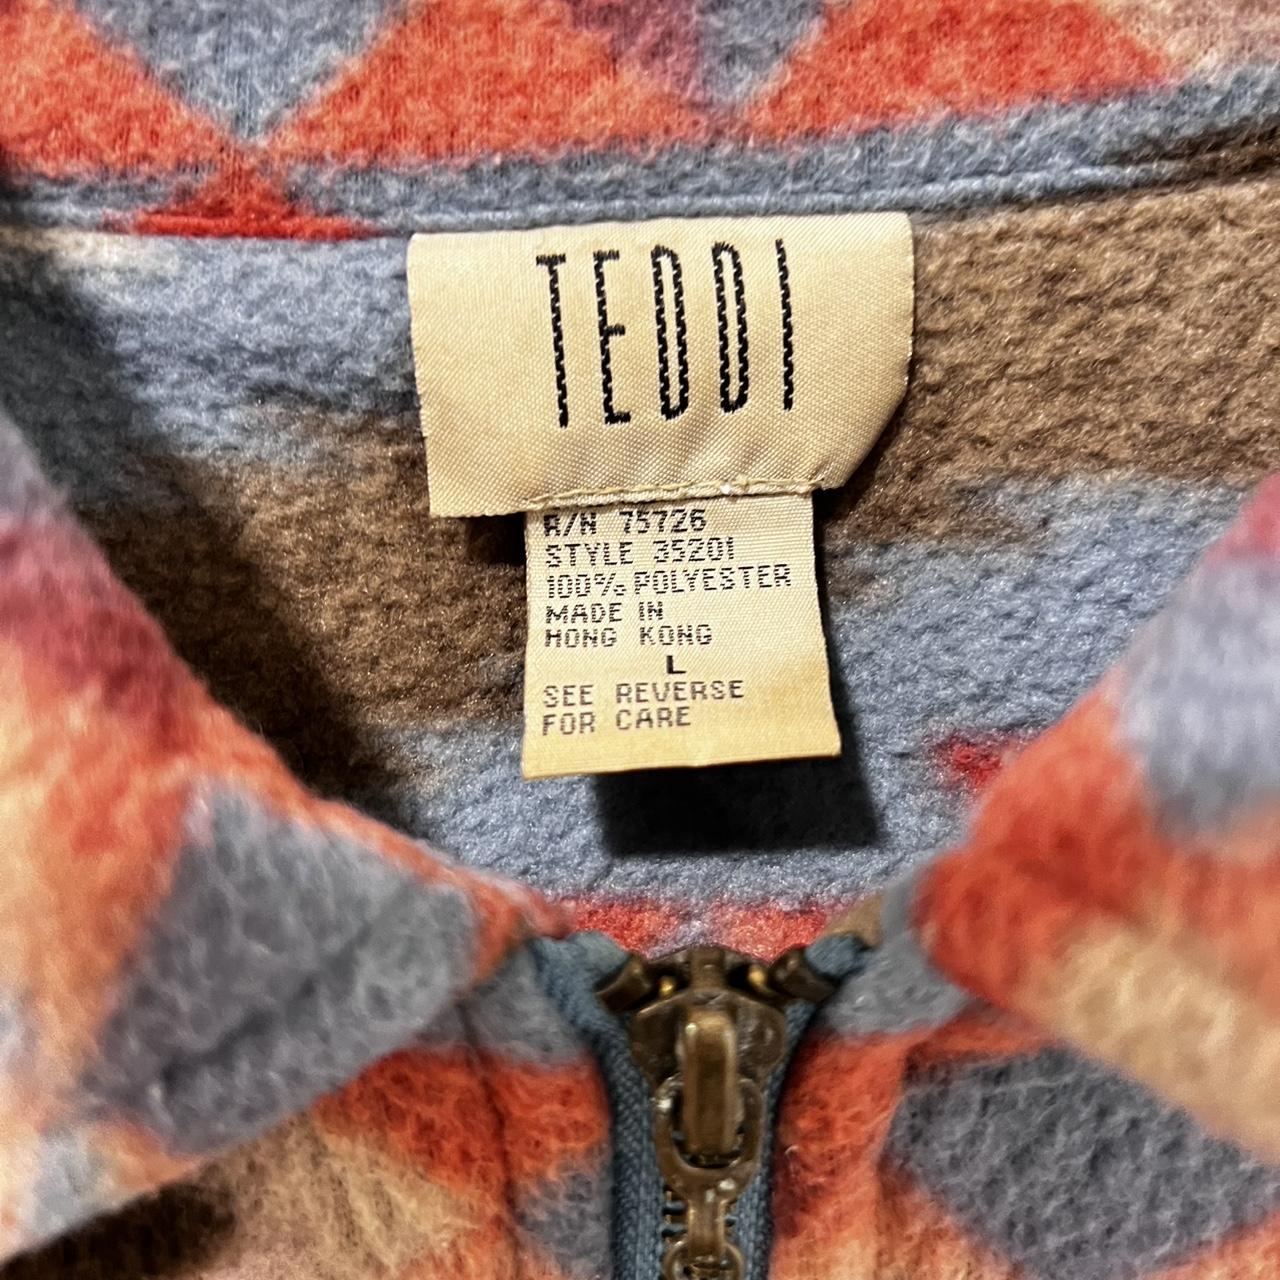 TEDDI
R/N 75726
STYLE 35201
100% POLYESTER
MADE IN
HONG KONG
L
SEE REVERSE
FOR CARE